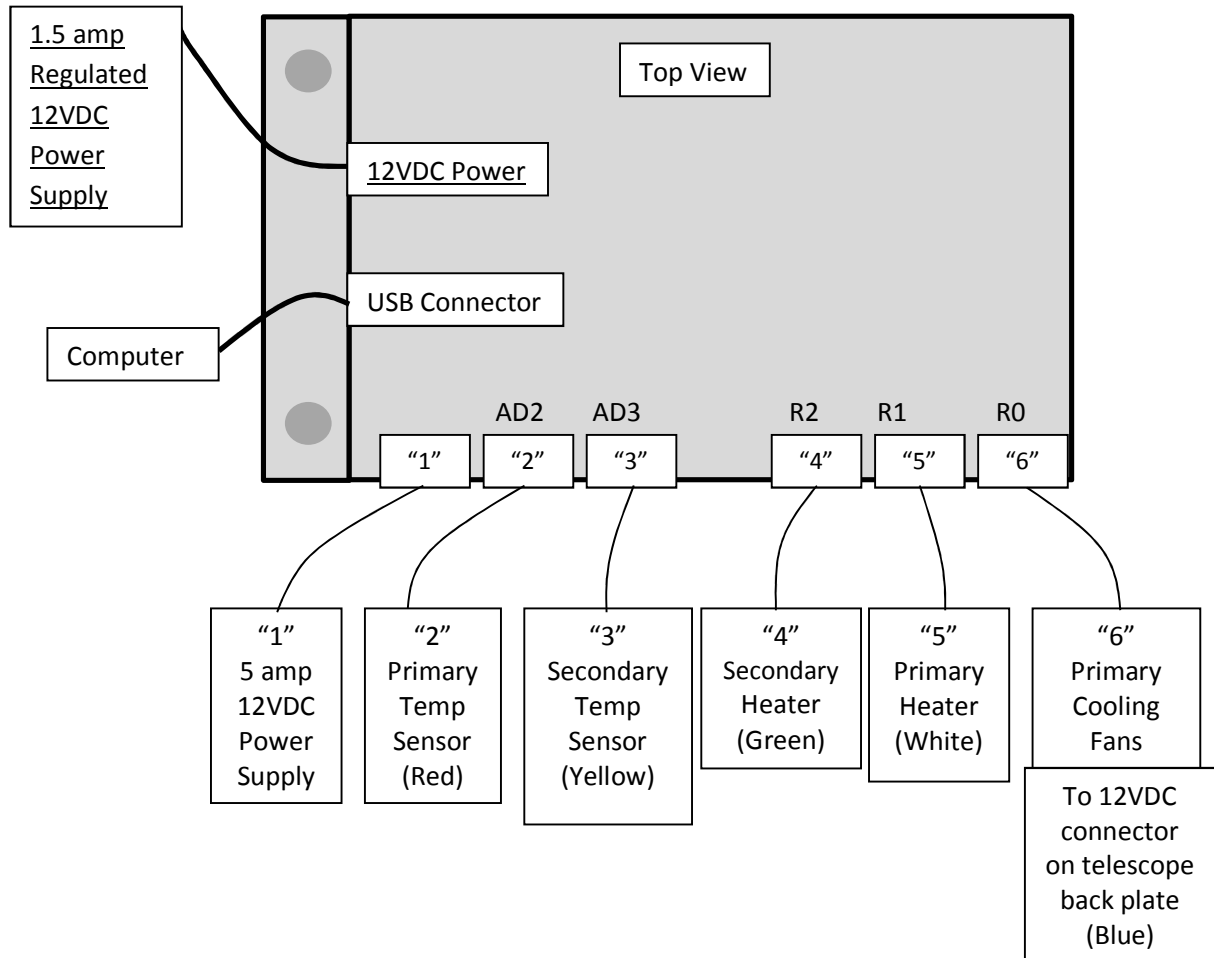 1.5 amp
Regulated
12VDC
Power
Supply
Top View
12VDC Power
USB Connector
Computer
AD2 AD3 R2 R1 R0
“1” “2” “3” “4” “5” “6”
“1”
5 amp
12VDC
Power
Supply
“2”
Primary
Temp
Sensor
(Red)
“3”
Secondary
Temp
Sensor
(Yellow)
“4”
Secondary
Heater
(Green)
“5”
Primary
Heater
(White)
“6”
Primary
Cooling
Fans
To 12VDC
connector
on telescope
back plate
(Blue)